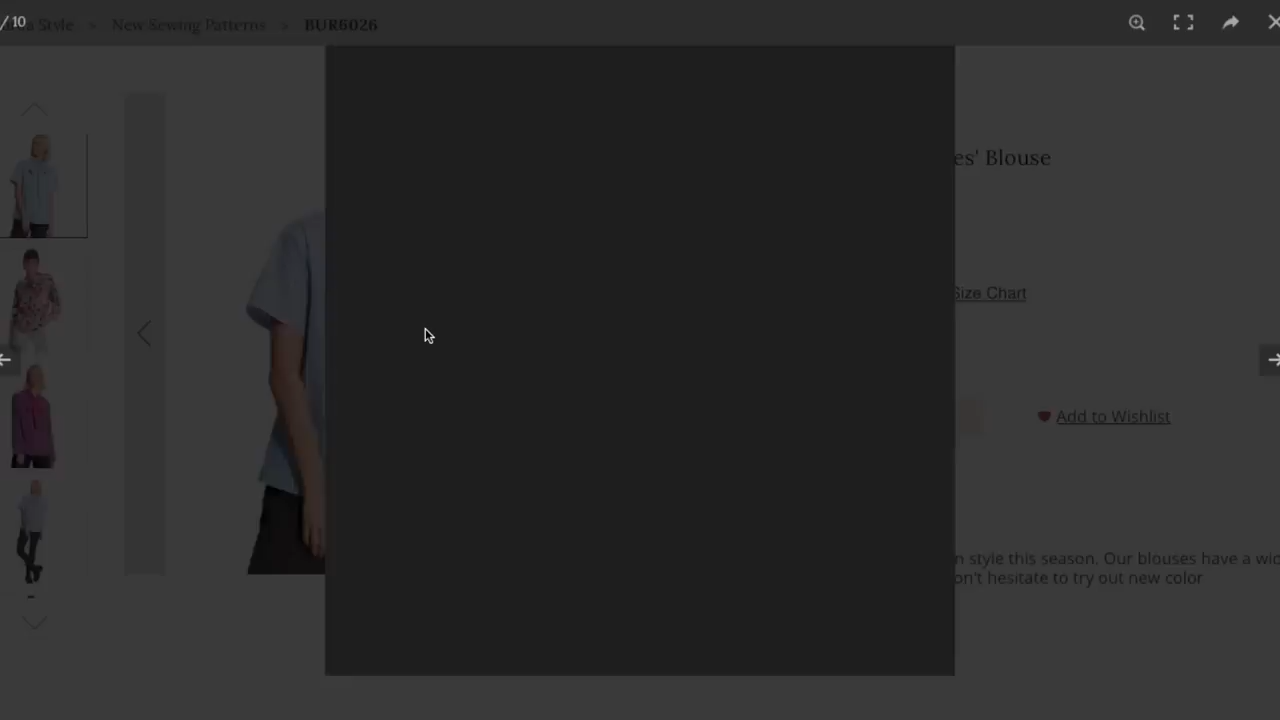 / 10
Style > New Sewing Patterns > BUR6026
es' Blouse
Size Chart
Add to Wishlist
n style this season. Our blouses have a wid
on't hesitate to try out new color